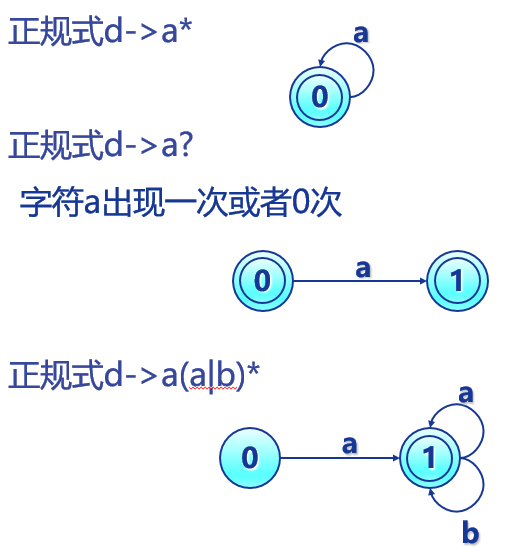 正规式d->a*
a
0
正规式d->a?
字符a出现一次或者0次
0 a 1
正规式d->a(a|b)*
a
0 a 1
b